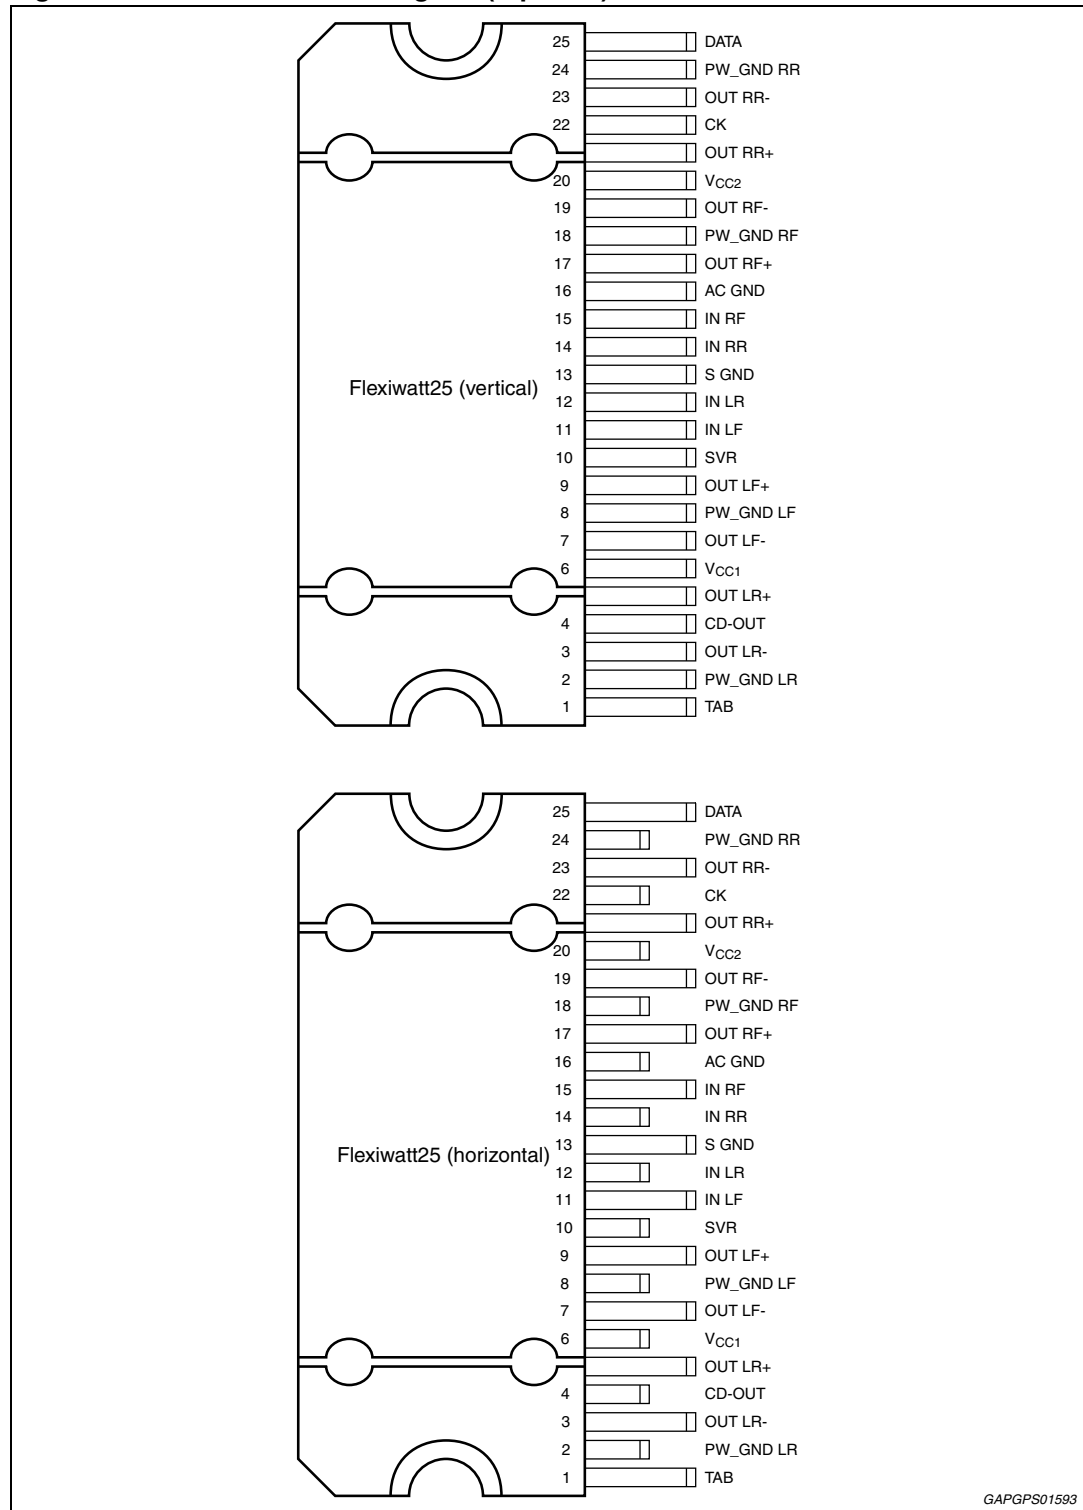 25 DATA
24 PW_GND RR
23 OUT RR-
22 CK
OUT RR+
20 VCC2
19 OUT RF-
18 PW_GND RF
17 OUT RF+
16 AC GND
15 IN RF
14 IN RR
13 S GND
Flexiwatt25 (vertical)
12 IN LR
11 IN LF
10 SVR
9 OUT LF+
8 PW_GND LF
7 OUT LF-
6 VCC1
OUT LR+
4 CD-OUT
3 OUT LR-
2 PW_GND LR
1 TAB
25 DATA
24 PW_GND RR
23 OUT RR-
22 CK
OUT RR+
20 VCC2
19 OUT RF-
18 PW_GND RF
17 OUT RF+
16 AC GND
15 IN RF
14 IN RR
13 S GND
Flexiwatt25 (horizontal)
12 IN LR
11 IN LF
10 SVR
9 OUT LF+
8 PW_GND LF
7 OUT LF-
6 VCC1
OUT LR+
4 CD-OUT
3 OUT LR-
2 PW_GND LR
1 TAB
GAPGPS01593